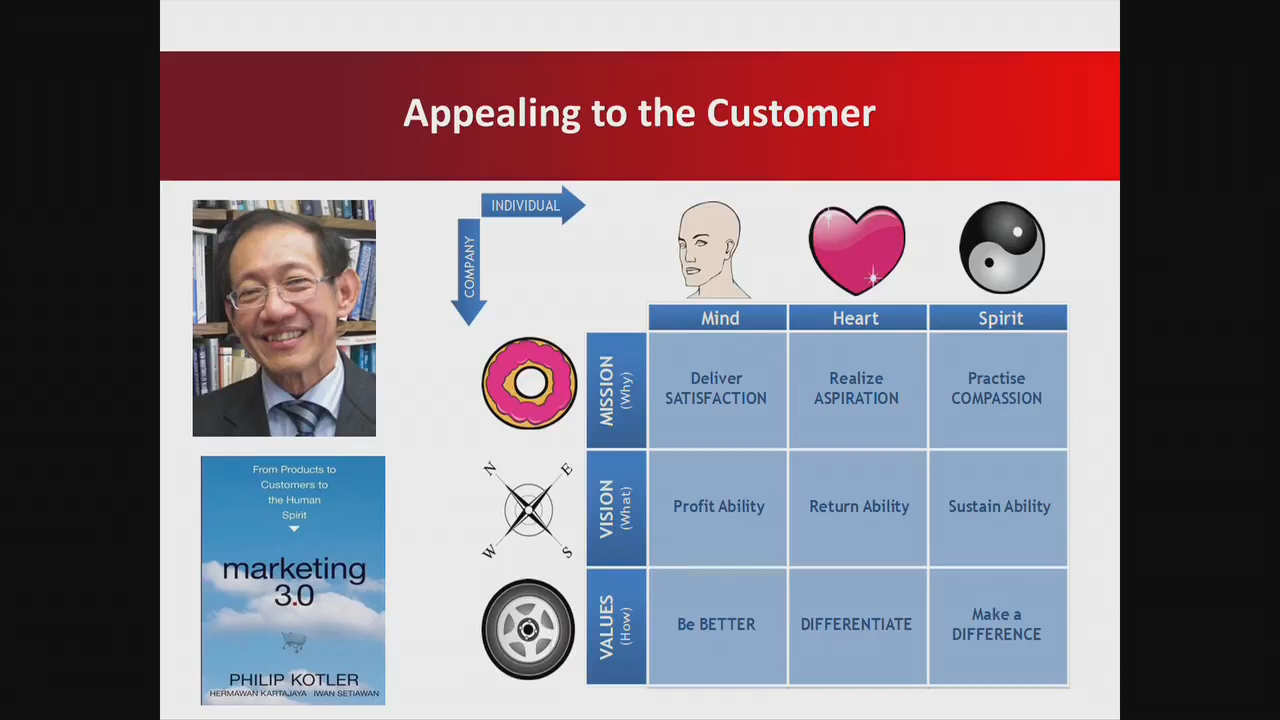 Appealing to the Customer
INDIVIDUAL
COMPANY
Mind
Heart
Spirit
MISSION
(Why)
Deliver
SATISFACTION
Realize
ASPIRATION
Practise
COMPASSION
N
E
W
S
VISION
(What)
Profit Ability
Return Ability
Sustain Ability
VALUES
(How)
Be BETTER
DIFFERENTIATE
Make a
DIFFERENCE
From Products to
Customers to
the Human
Spirit
marketing
3.0
PHILIP KOTLER
HERMAWAN KARTAJAYA IWAN SETIAWAN